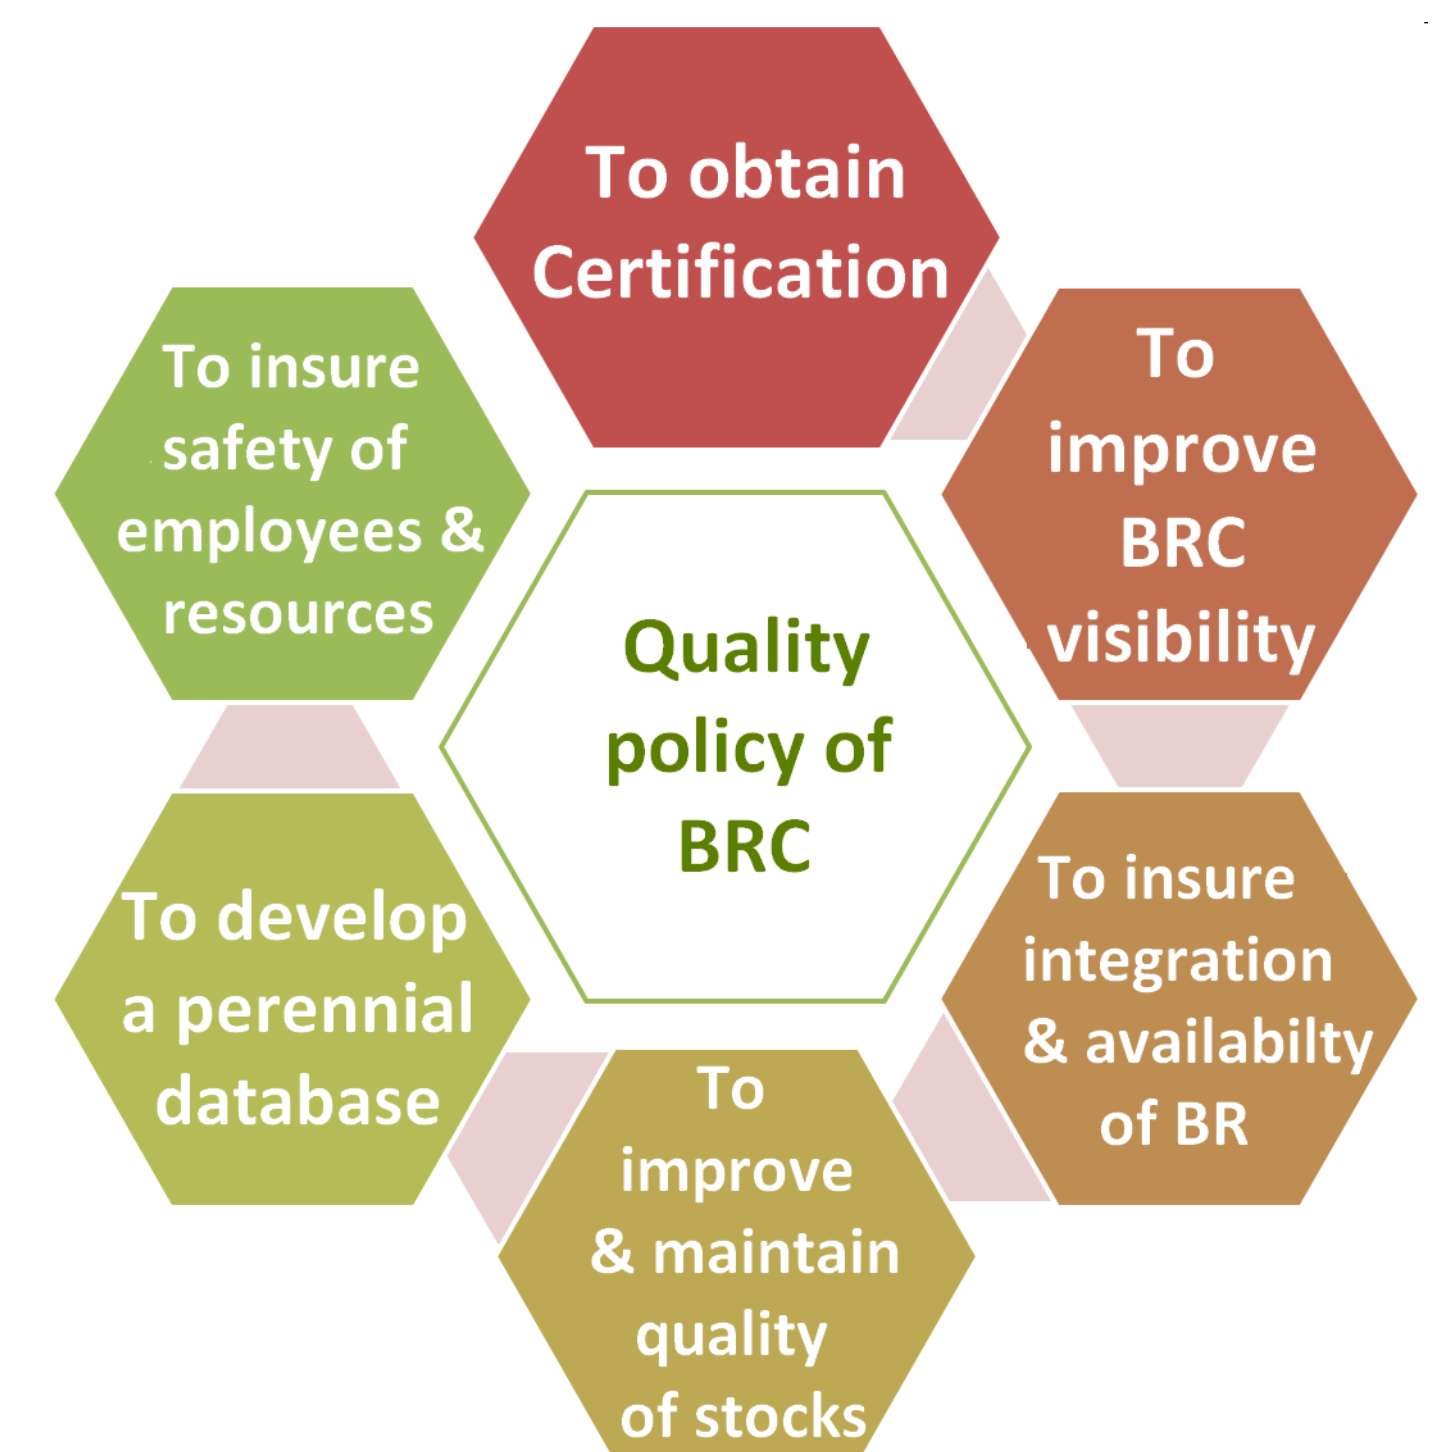 To obtain
Certification
To
improve
BRC
visibility
To insure
integration
& availabilty
of BR
To
improve
& maintain
quality
of stocks
To develop
a perennial
database
To insure
safety of
employees &
resources
Quality
policy of
BRC